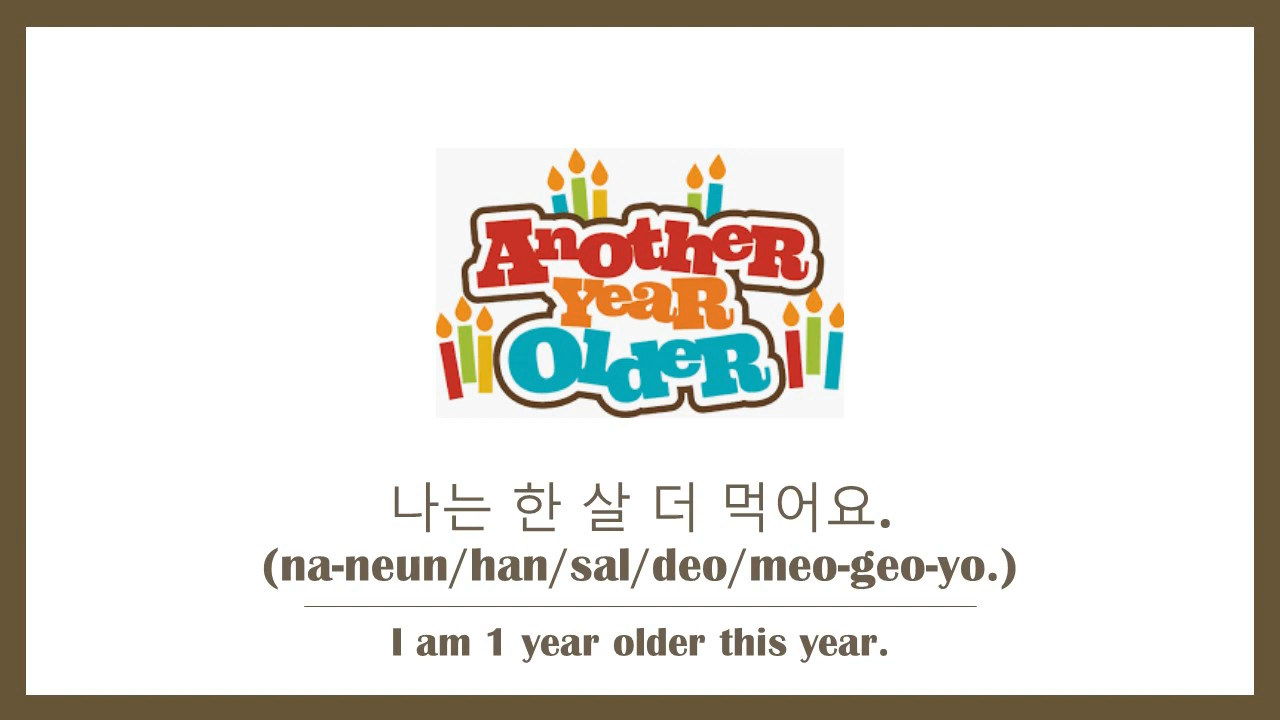 AnotheR
YeaR
OldeR
나는 한 살 더 먹어요.
(na-neun/han/sal/deo/meo-geo-yo.)
I am 1 year older this year.